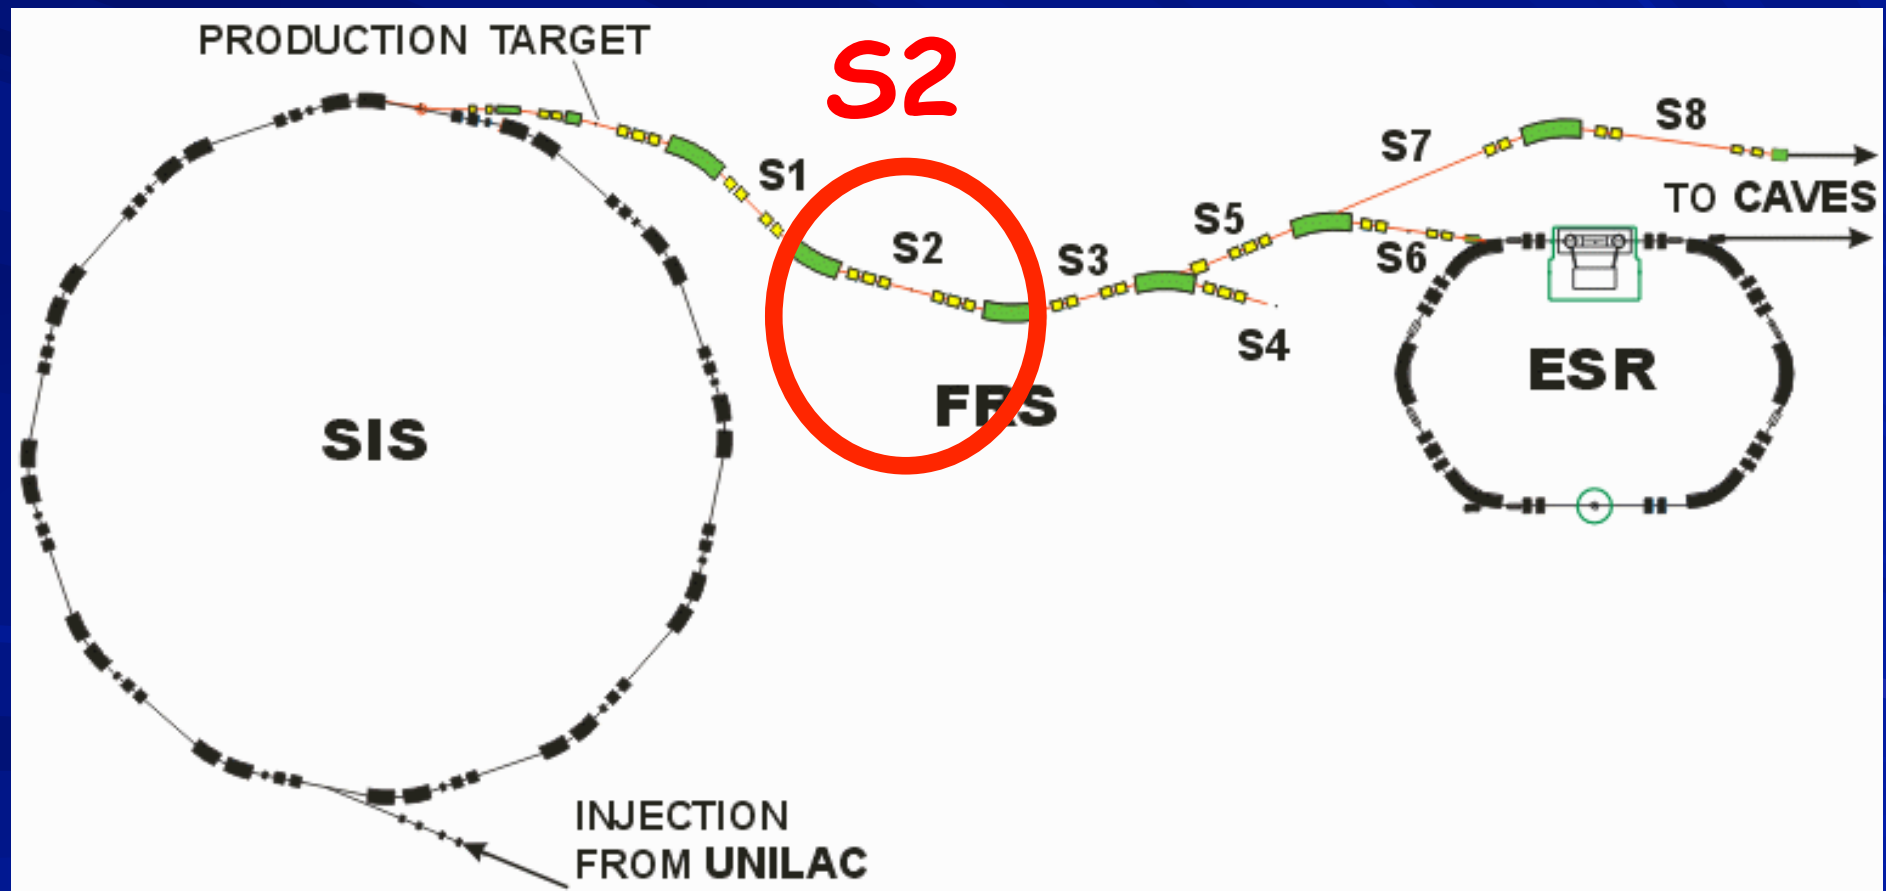 PRODUCTION TARGET
S2
S1
S2
S3
S4
S5
S6
S7
S8
TO CAVES
SIS
FRS
ESR
INJECTION
FROM UNILAC